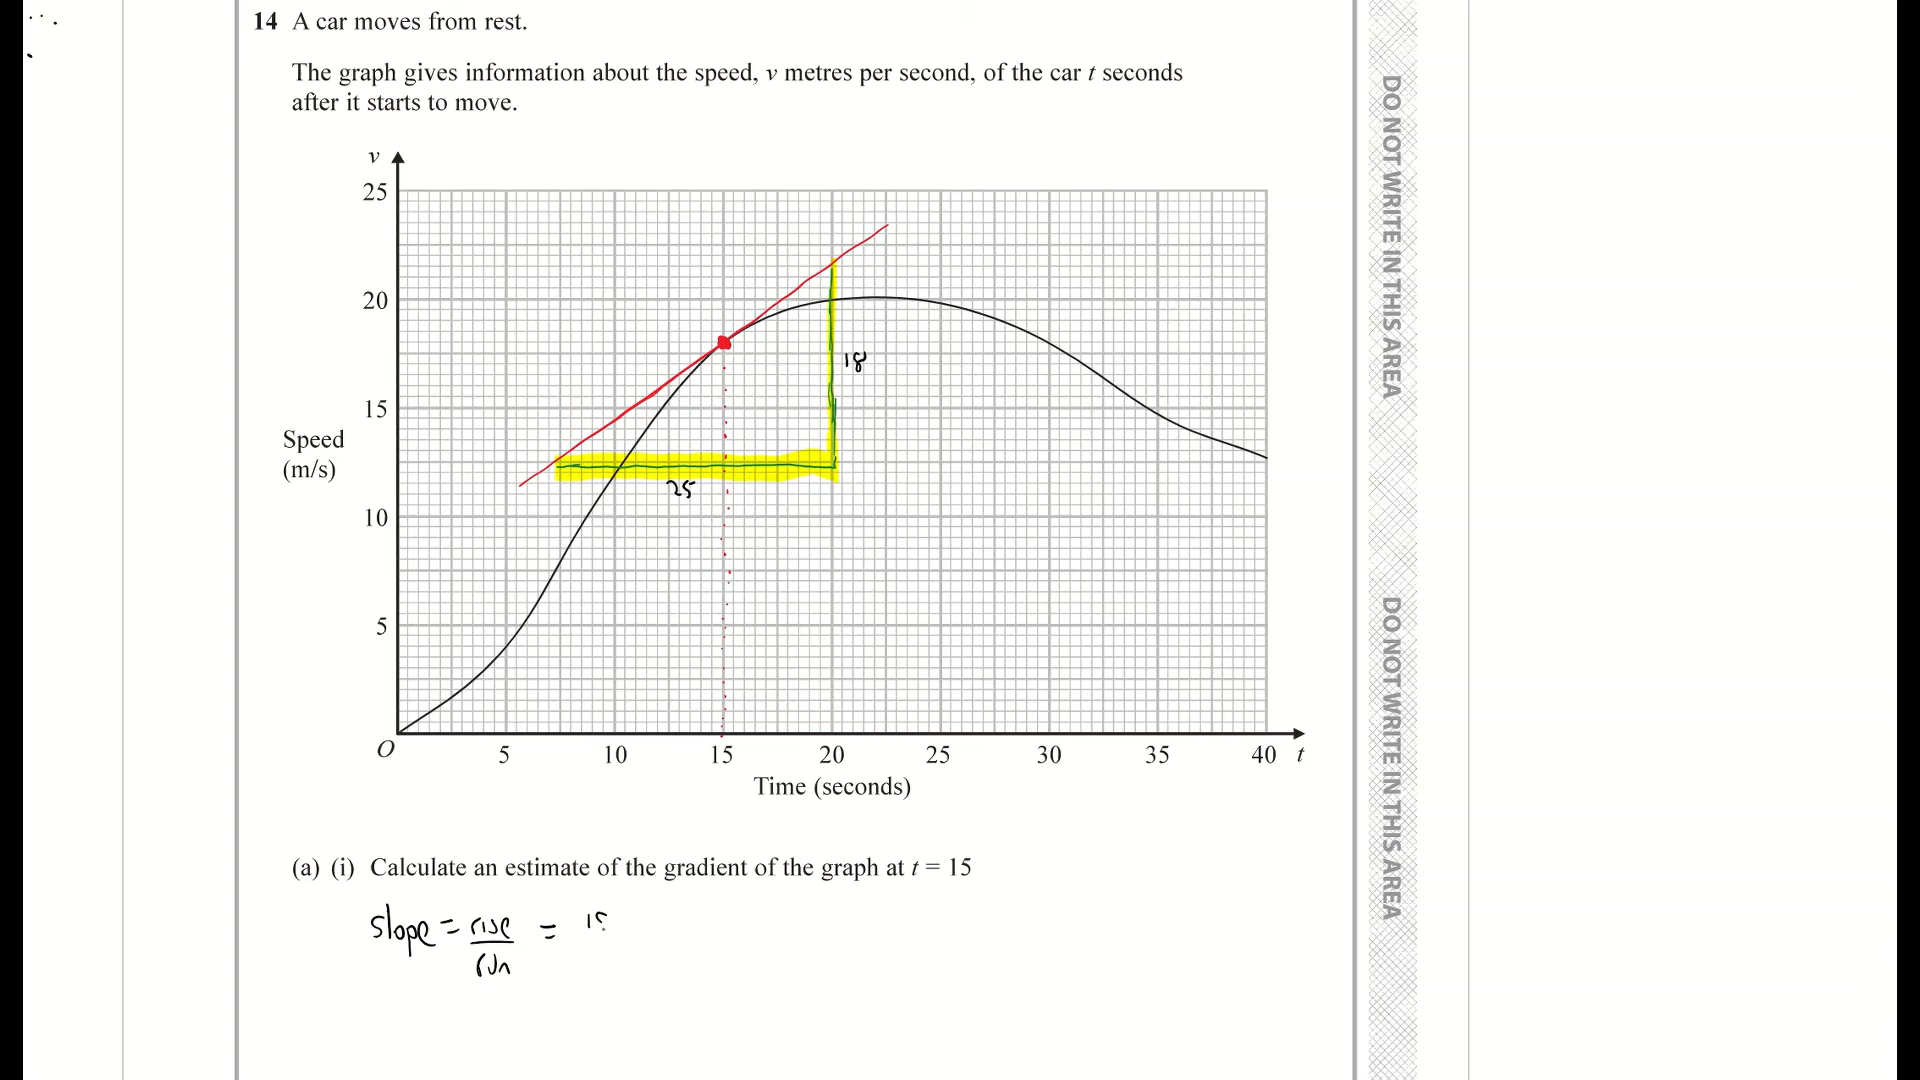 14 A car moves from rest.
The graph gives information about the speed, v metres per second, of the car t seconds
after it starts to move.
v
25
20
15
10
5
O
Speed
(m/s)
18
25
5 10 15 20 25 30 35 40 t
Time (seconds)
(a) (i) Calculate an estimate of the gradient of the graph at t = 15
slope = rise =
run
DO NOT WRITE IN THIS AREA
DO NOT WRITE IN THIS AREA